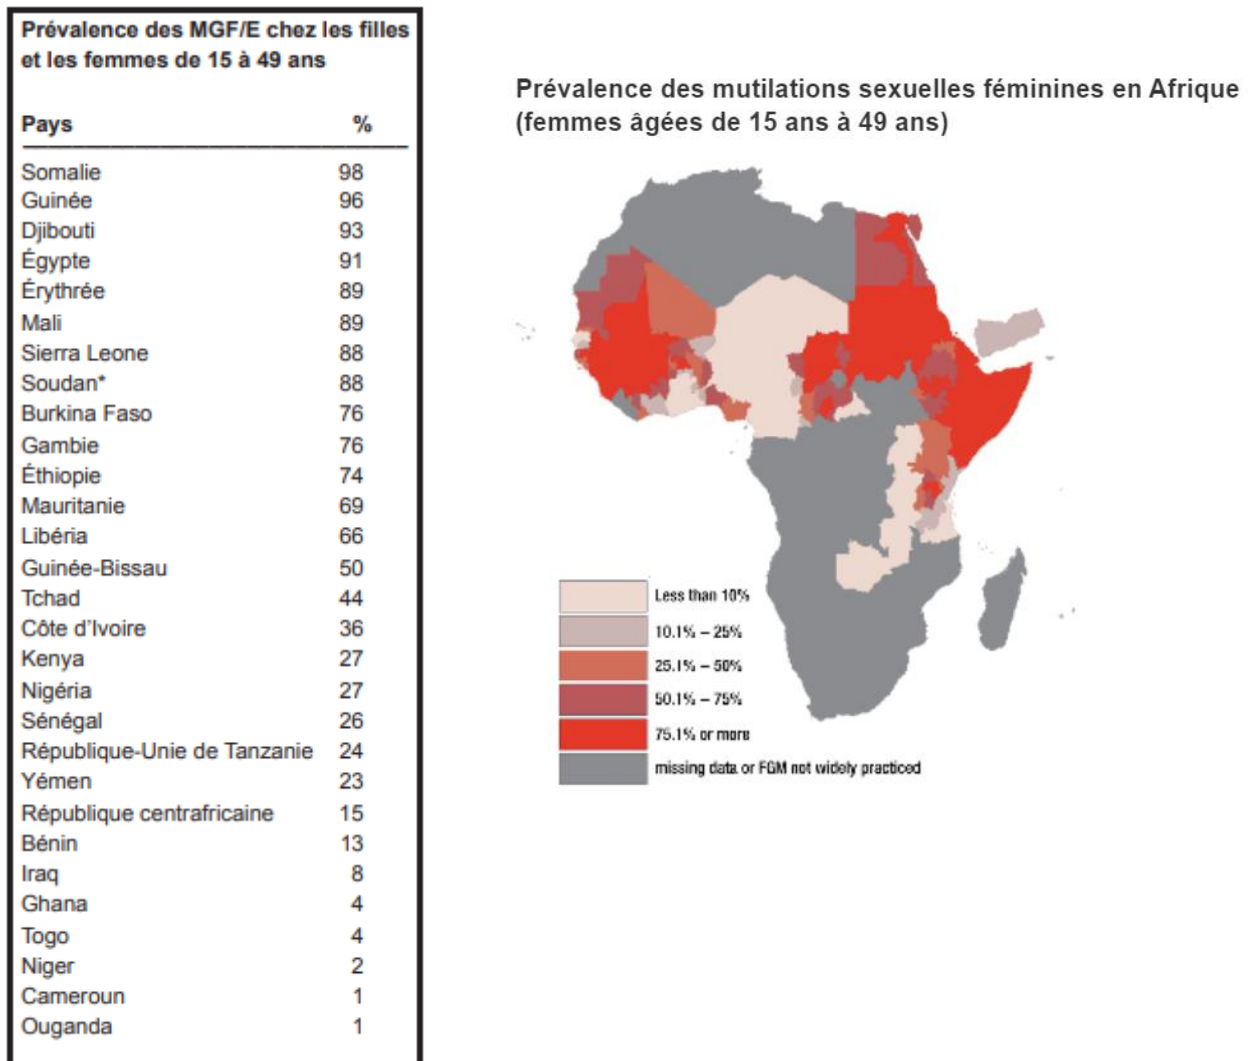 Prévalence des MGF/E chez les filles
et les femmes de 15 à 49 ans
Pays %
Somalie 98
Guinée 96
Djibouti 93
Égypte 91
Érythrée 89
Mali 89
Sierra Leone 88
Soudan* 88
Burkina Faso 76
Gambie 76
Éthiopie 74
Mauritanie 69
Libéria 66
Guinée-Bissau 50
Tchad 44
Côte d'Ivoire 36
Kenya 27
Nigéria 27
Sénégal 26
République-Unie de Tanzanie 24
Yémen 23
République centrafricaine 15
Bénin 13
Iraq 8
Ghana 4
Togo 4
Niger 2
Cameroun 1
Ouganda 1
Prévalence des mutilations sexuelles féminines en Afrique
(femmes âgées de 15 ans à 49 ans)
Less than 10%
10.1% – 25%
25.1% – 50%
50.1% – 75%
75.1% or more
missing data or FGM not widely practiced